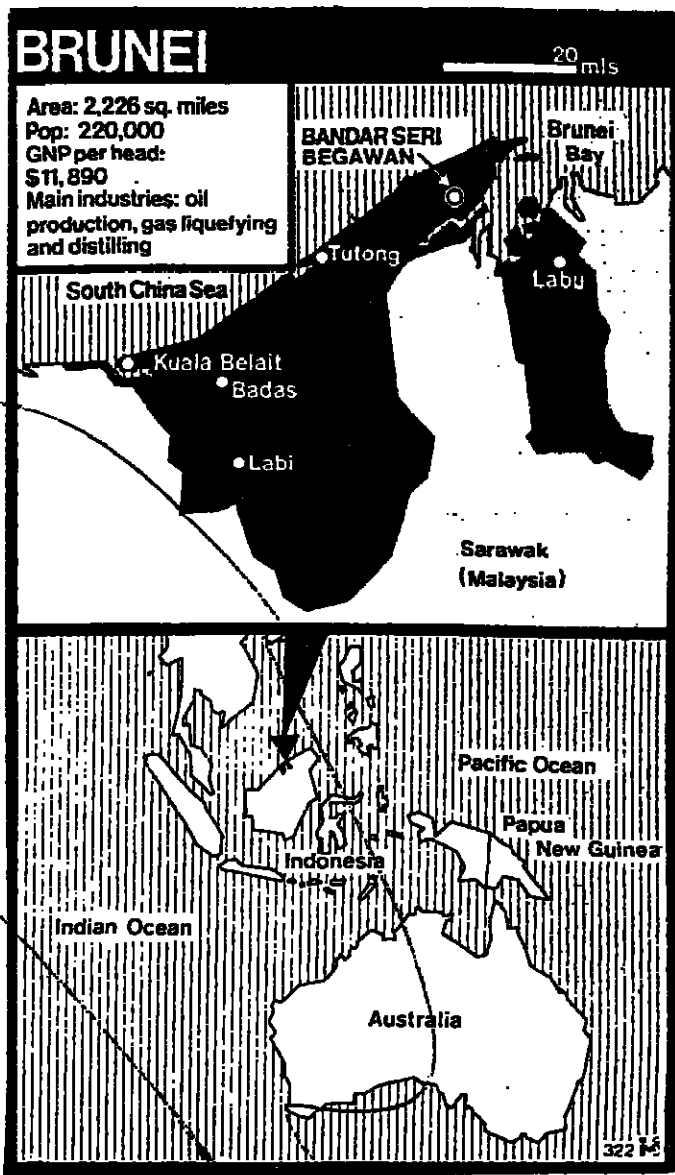 BRUNEI
20 mls
Area: 2,226 sq. miles
Pop: 220,000
GNP per head:
$11,890
Main industries: oil
production, gas liquefying
and distilling
BANDAR SERI
BEGAWAN
Brunei
Bay
Tutong
Labu
South China Sea
Kuala Belait
Badas
Labi
Sarawak
(Malaysia)
Pacific Ocean
Papua
New Guinea
Indonesia
Indian Ocean
Australia
322